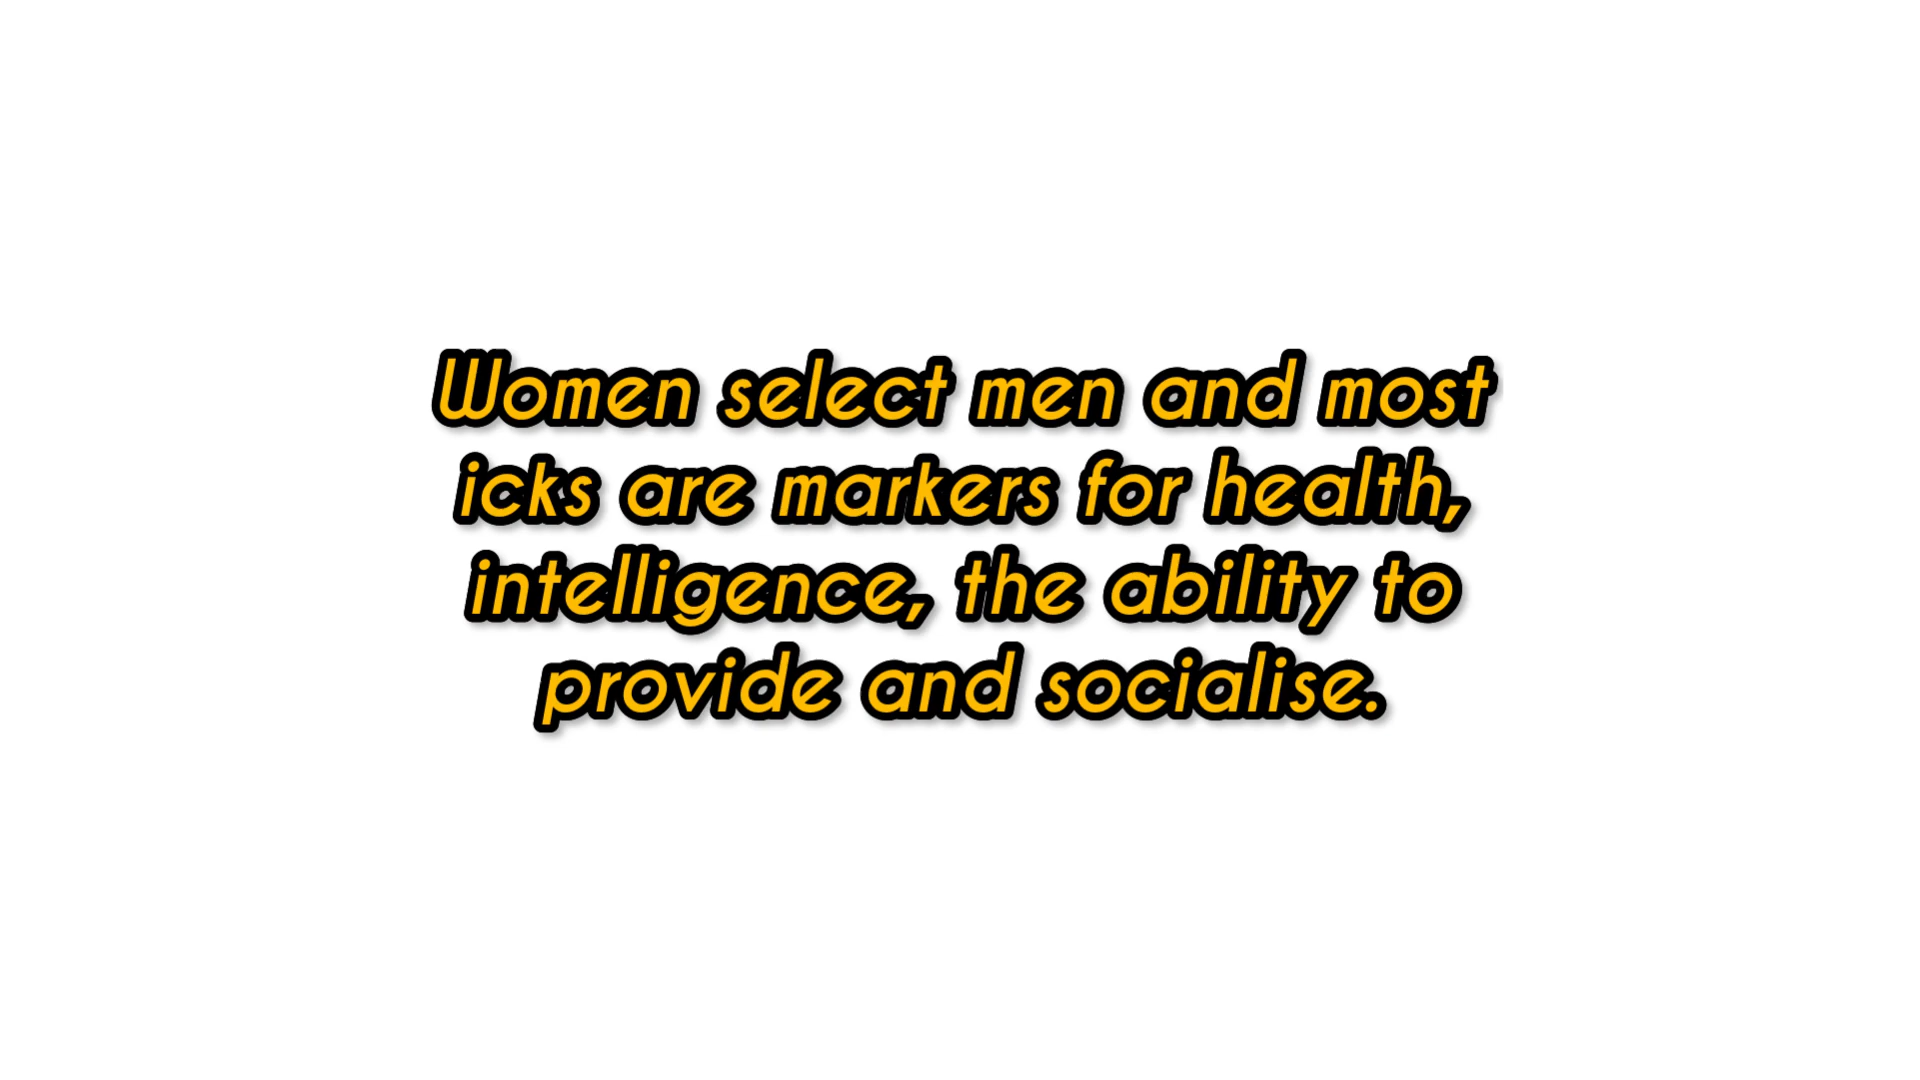 Women select men and most
icks are markers for health,
intelligence, the ability to
provide and socialise.